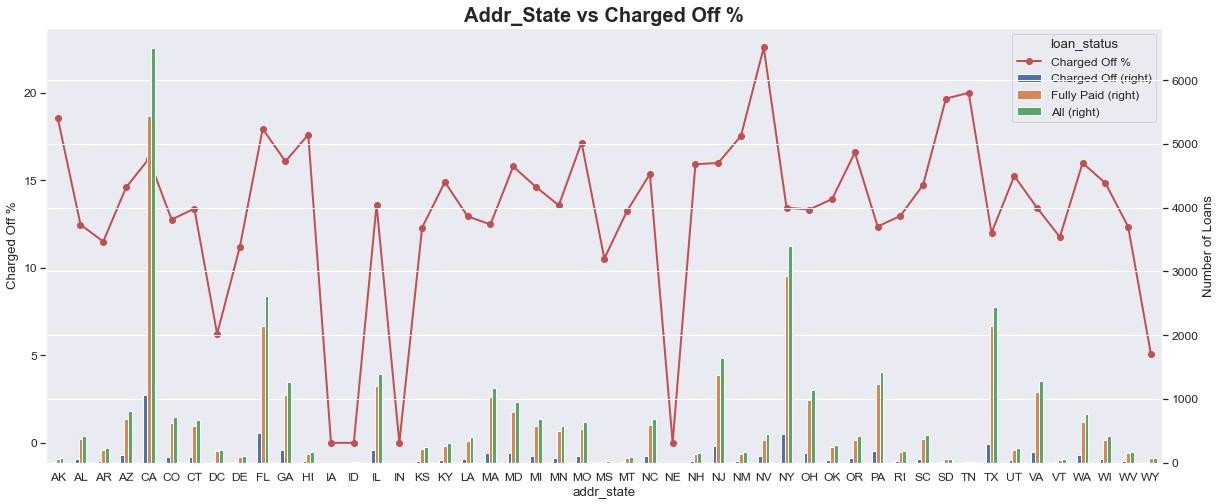 Addr_State vs Charged Off %
loan_status
Charged Off %
Charged Off (right)
Fully Paid (right)
All (right)
20
15
10
5
0
Charged Off %
6000
5000
4000
3000
2000
1000
0
Number of Loans
AK AL AR AZ CA CO CT DC DE FL GA HI IA ID IL IN KS KY LA MA MD MI MN MO MS MT NC NE NH NJ NM NV NY OH OK OR PA RI SC SD TN TX UT VA VT WA WI WV WY
addr_state